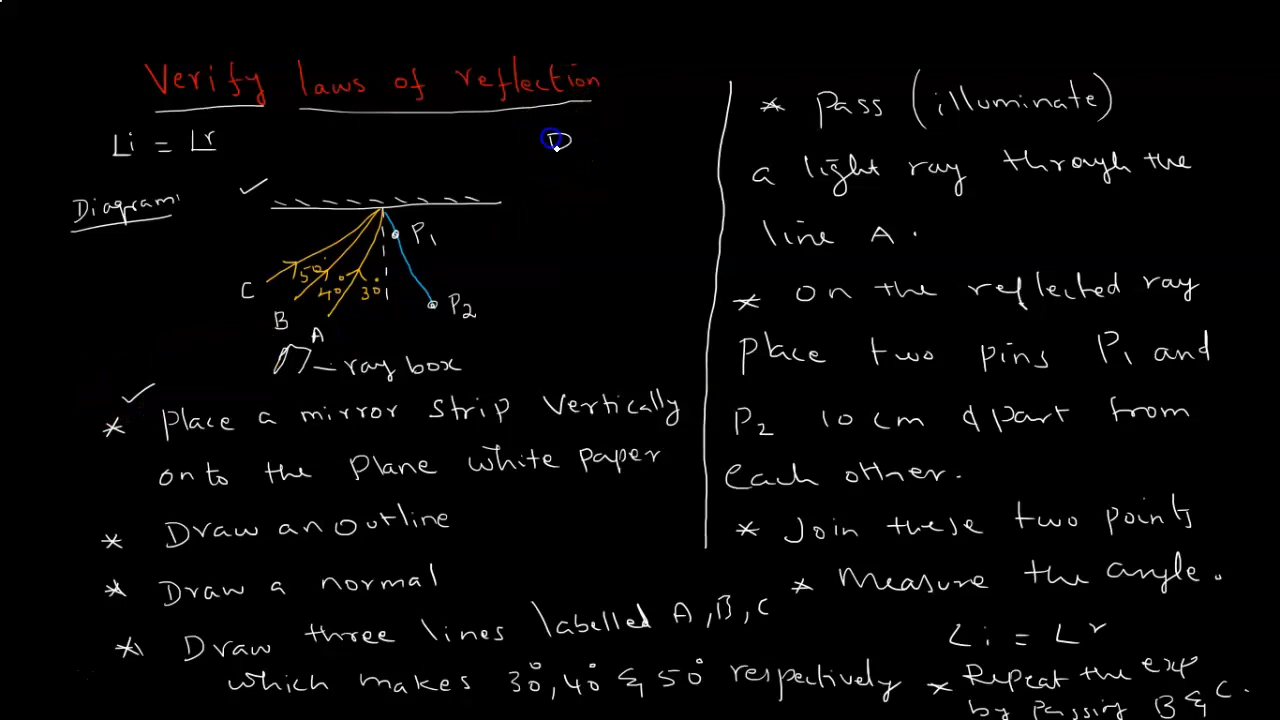 Verify laws of reflection
∠i = ∠r
D
Diagram:
P1
50°
40°
30°
C
B
A
P2
ray box
* Place a mirror strip vertically
onto the plane white paper
* Draw an outline
* Draw a normal
* Draw three lines labelled A, B, C
which makes 30°, 40° & 50° respectively
* Pass (illuminate)
a light ray through the
line A.
* On the reflected ray
place two pins P1 and
P2 10 cm apart from
each other.
* Join these two points
* Measure the angle.
∠i = ∠r
* Repeat the exp
by passing B & C.